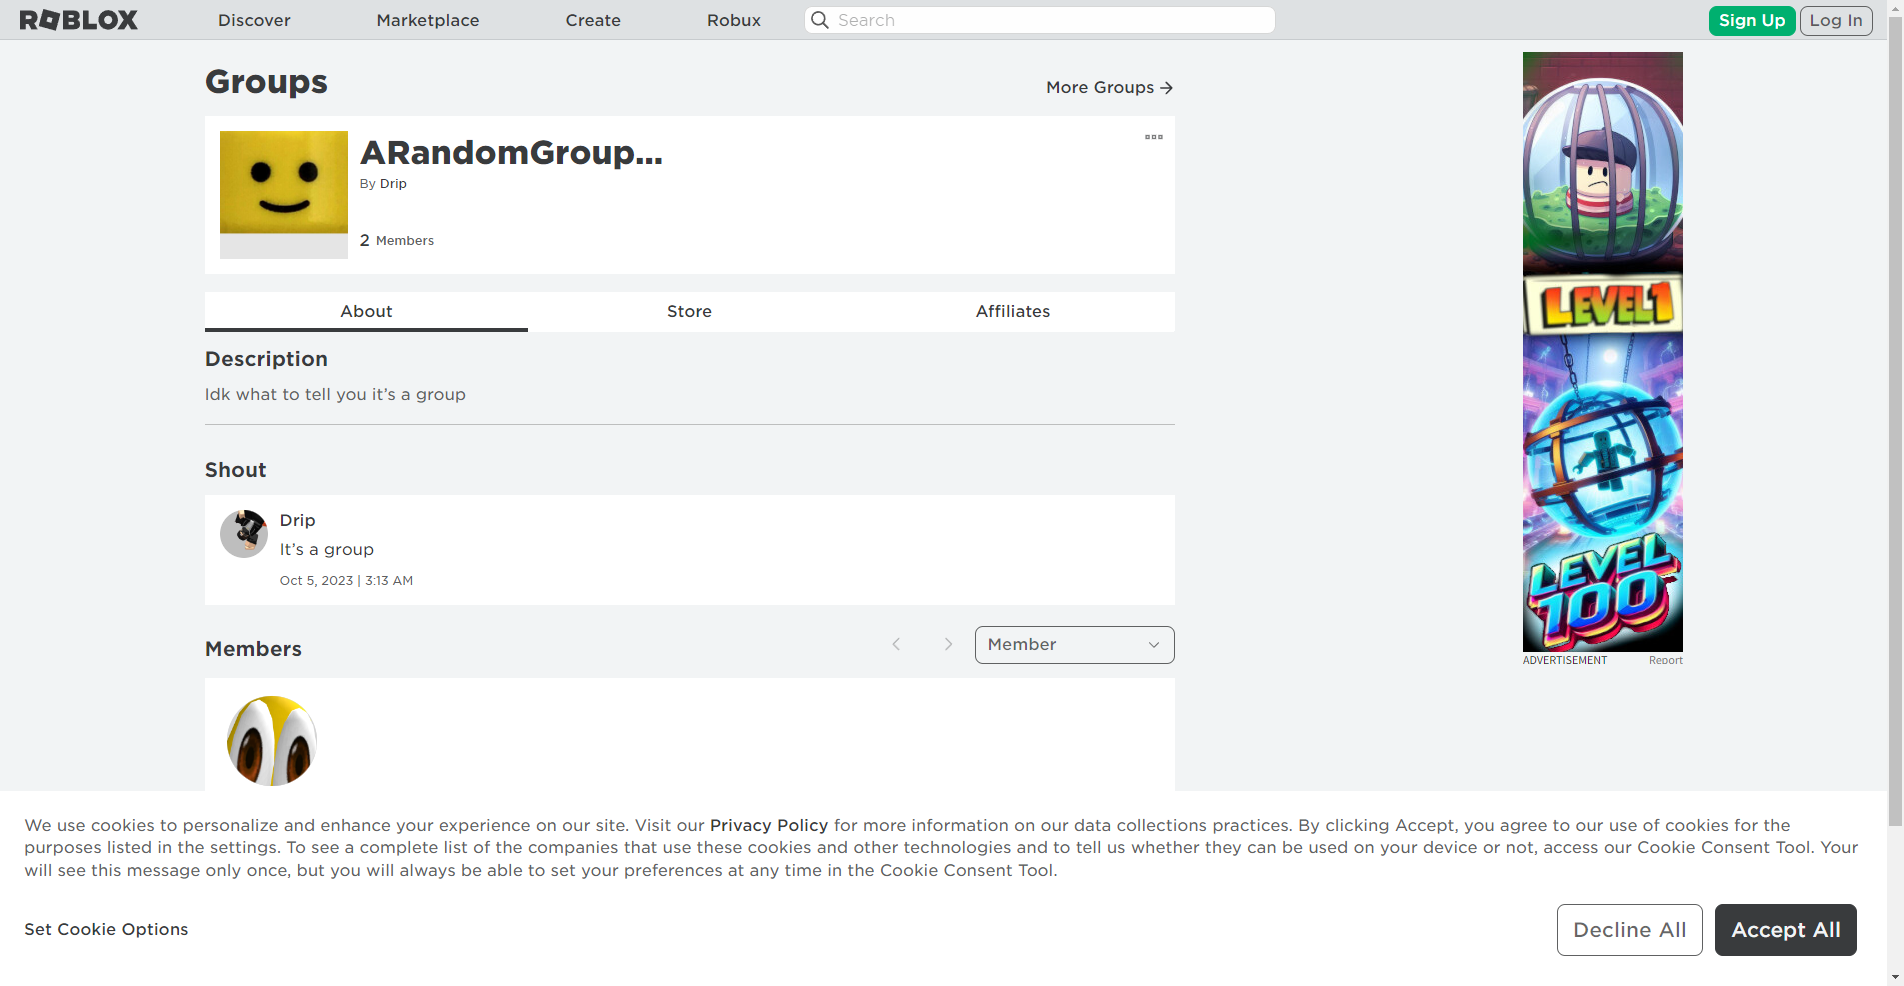 ROBLOX Discover Marketplace Create Robux Search Sign Up Log In
Groups
More Groups
ARandomGroup...
By Drip
2 Members
About Store Affiliates
Description
Idk what to tell you it’s a group
Shout
Drip
It’s a group
Oct 5, 2023 | 3:13 AM
Members
Member
LEVEL1
LEVEL
100
ADVERTISEMENT Report
We use cookies to personalize and enhance your experience on our site. Visit our Privacy Policy for more information on our data collections practices. By clicking Accept, you agree to our use of cookies for the
purposes listed in the settings. To see a complete list of the companies that use these cookies and other technologies and to tell us whether they can be used on your device or not, access our Cookie Consent Tool. Your
will see this message only once, but you will always be able to set your preferences at any time in the Cookie Consent Tool.
Set Cookie Options
Decline All
Accept All